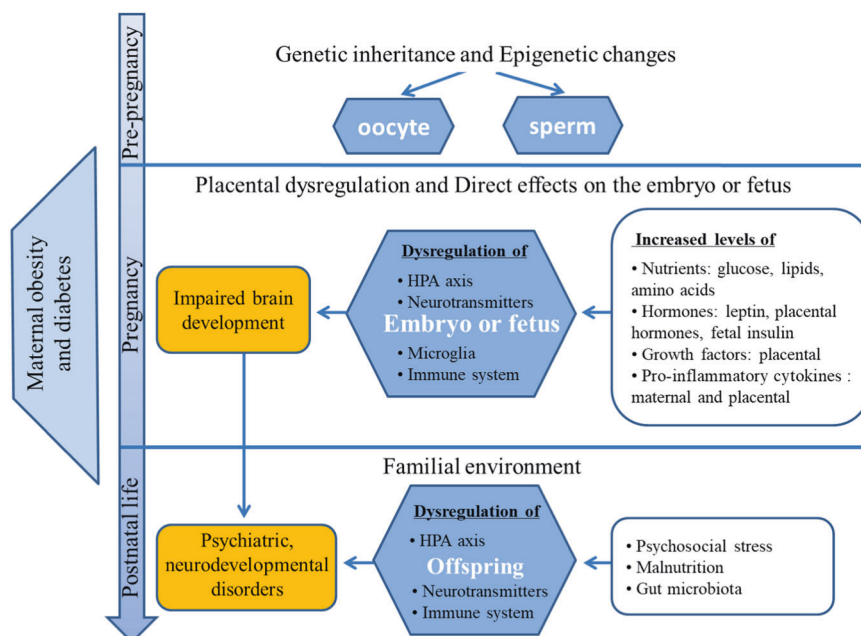 Genetic inheritance and Epigenetic changes
oocyte
sperm
Pre-pregnancy
Placental dysregulation and Direct effects on the embryo or fetus
Maternal obesity
and diabetes
Pregnancy
Impaired brain
development
Dysregulation of
• HPA axis
• Neurotransmitters
Embryo or fetus
• Microglia
• Immune system
Increased levels of
• Nutrients: glucose, lipids,
amino acids
• Hormones: leptin, placental
hormones, fetal insulin
• Growth factors: placental
• Pro-inflammatory cytokines :
maternal and placental
Familial environment
Postnatal life
Psychiatric,
neurodevelopmental
disorders
Dysregulation of
• HPA axis
Offspring
• Neurotransmitters
• Immune system
• Psychosocial stress
• Malnutrition
• Gut microbiota